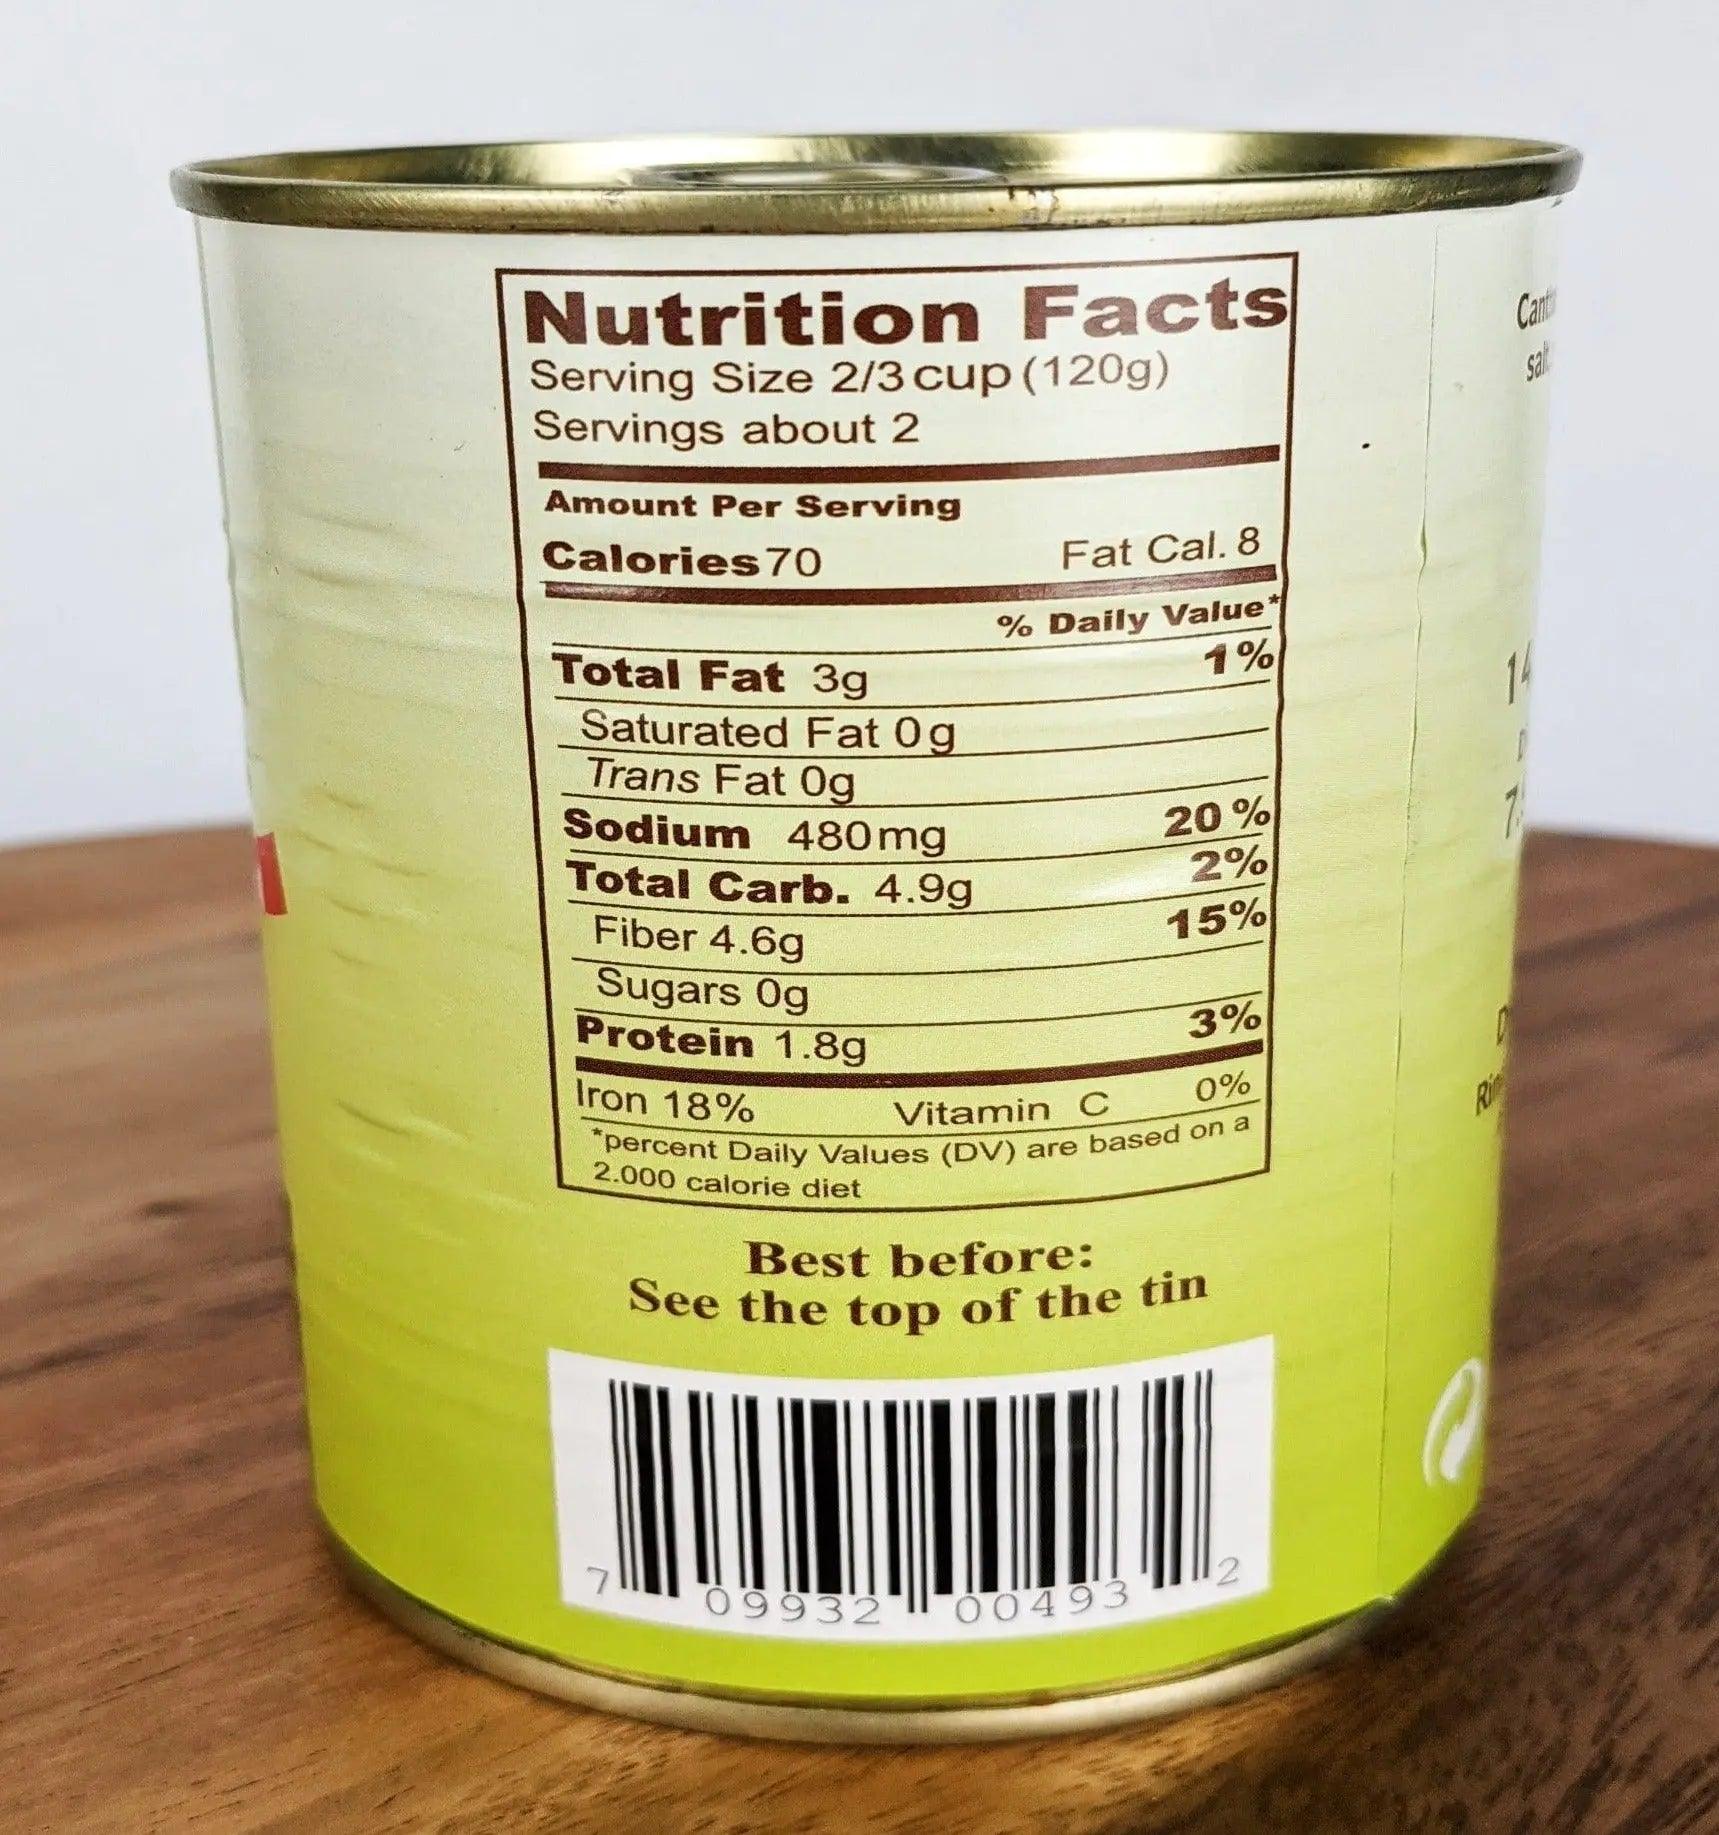 Nutrition Facts
Serving Size 2/3 cup (120g)
Servings about 2
Amount Per Serving
Calories 70 Fat Cal. 8
% Daily Value*
Total Fat 3g 1%
Saturated Fat 0g
Trans Fat 0g
Sodium 480mg 20%
Total Carb. 4.9g 2%
Fiber 4.6g 15%
Sugars 0g
Protein 1.8g 3%
Iron 18% Vitamin C 0%
*percent Daily Values (DV) are based on a
2.000 calorie diet
Best before:
See the top of the tin
7 09932 00493 2